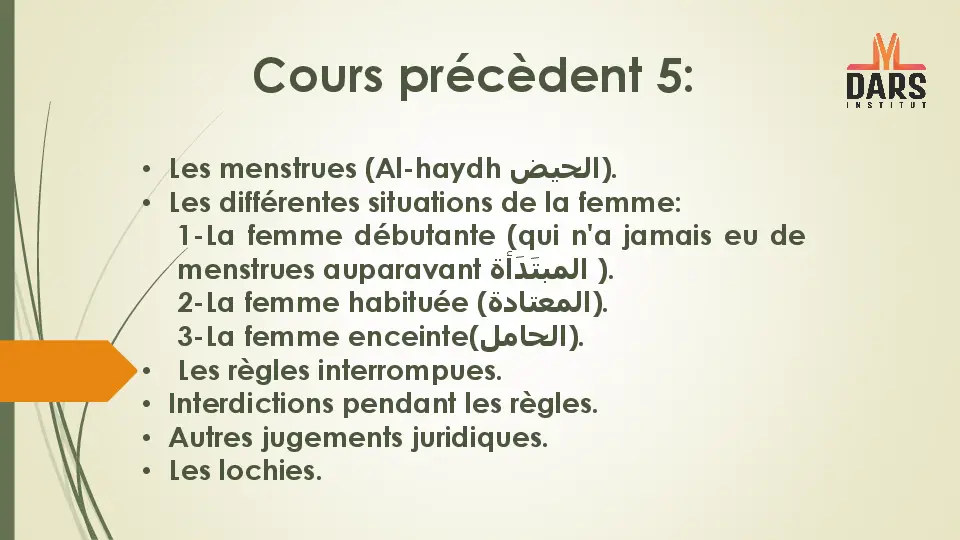 Cours précèdent 5:
DARS
INSTITUT
• Les menstrues (Al-haydh الحيض).
• Les différentes situations de la femme:
1-La femme débutante (qui n'a jamais eu de
menstrues auparavant المبتَدَأة ).
2-La femme habituée (المعتادة).
3-La femme enceinte(الحامل).
• Les règles interrompues.
• Interdictions pendant les règles.
• Autres jugements juridiques.
• Les lochies.